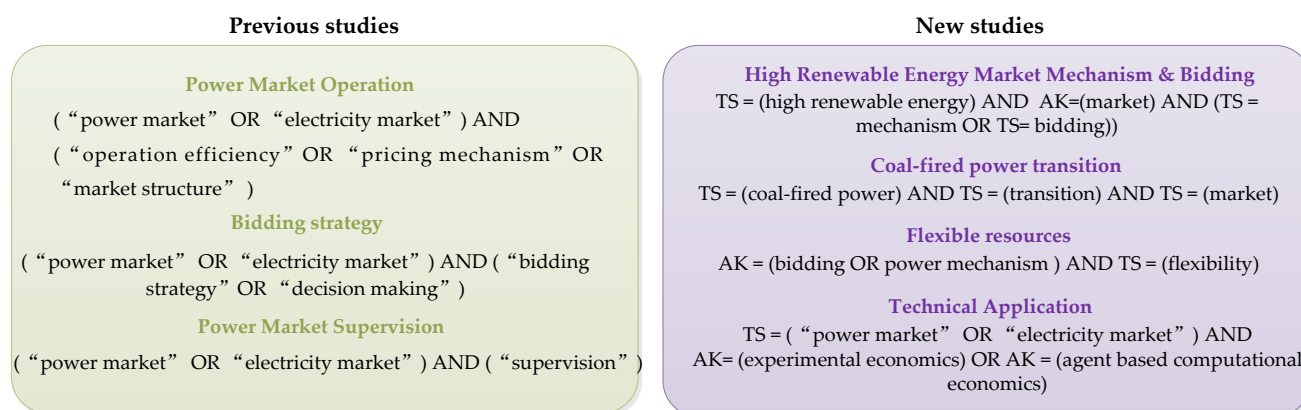 Previous studies
Power Market Operation
( “power market” OR “electricity market” ) AND
( “operation efficiency” OR “pricing mechanism” OR
“market structure” )
Bidding strategy
( “power market” OR “electricity market” ) AND ( “bidding
strategy” OR “decision making” )
Power Market Supervision
( “power market” OR “electricity market” ) AND ( “supervision” )
New studies
High Renewable Energy Market Mechanism & Bidding
TS = (high renewable energy) AND AK=(market) AND (TS =
mechanism OR TS= bidding))
Coal-fired power transition
TS = (coal-fired power) AND TS = (transition) AND TS = (market)
Flexible resources
AK = (bidding OR power mechanism ) AND TS = (flexibility)
Technical Application
TS = ( “power market” OR “electricity market” ) AND
AK= (experimental economics) OR AK = (agent based computational
economics)